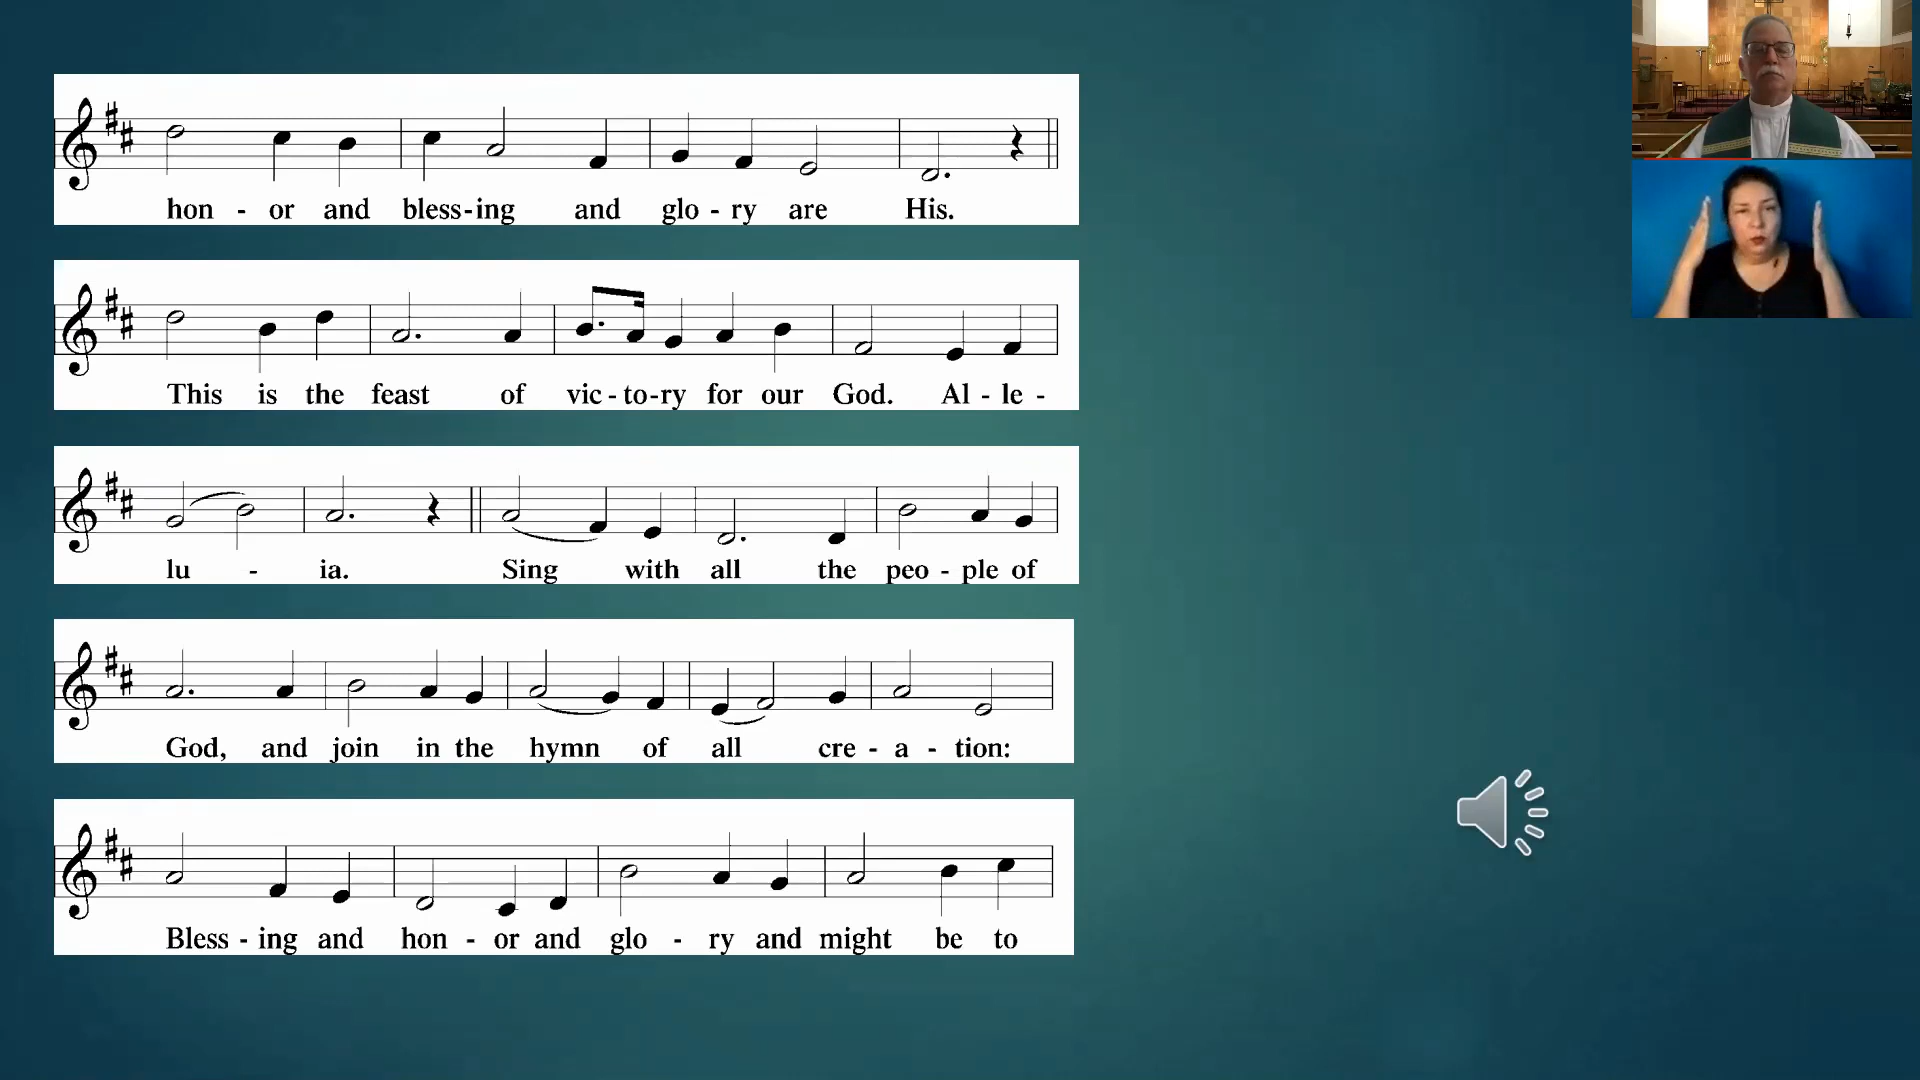 hon - or and bless-ing and glo - ry are His.
This is the feast of vic - to - ry for our God. Al - le -
lu - ia. Sing with all the peo - ple of
God, and join in the hymn of all cre - a - tion:
Bless - ing and hon - or and glo - ry and might be to